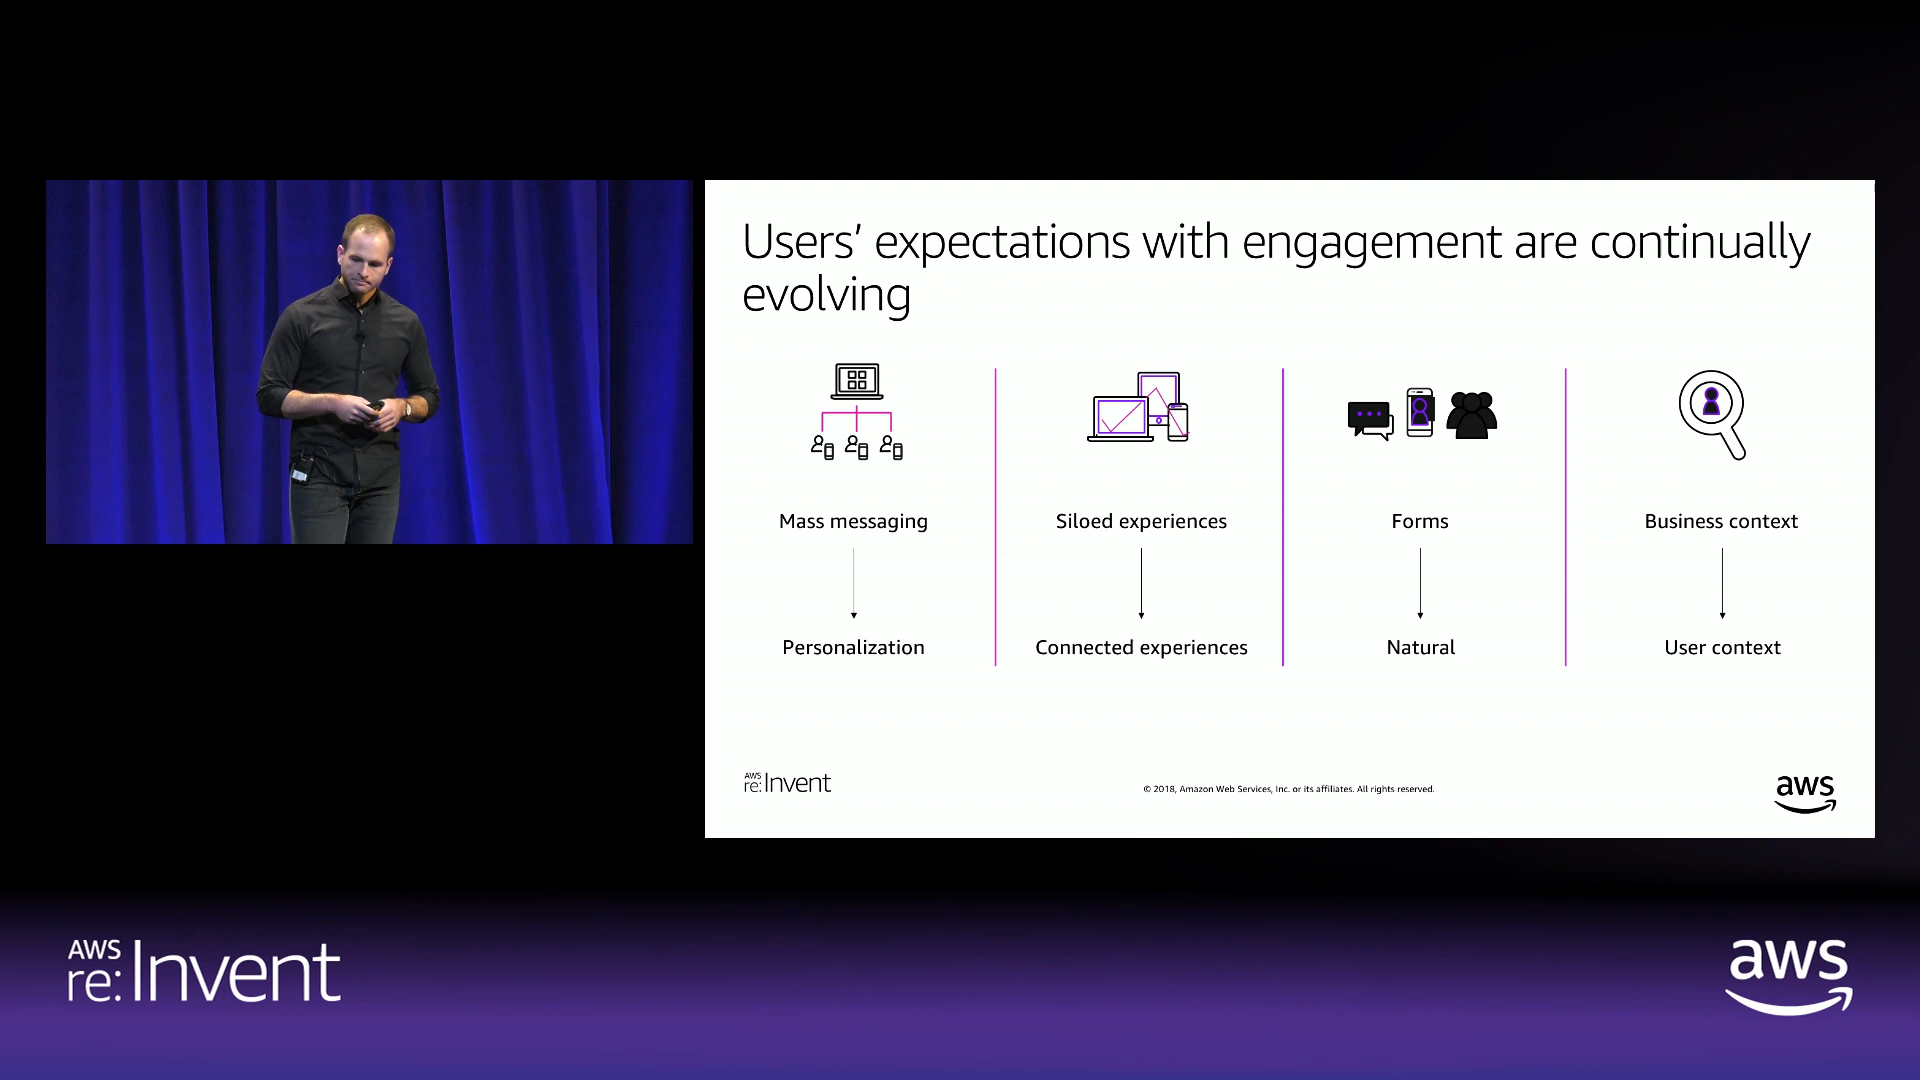 Users’ expectations with engagement are continually
evolving
Mass messaging
Siloed experiences
Forms
Business context
Personalization
Connected experiences
Natural
User context
AWS
re:Invent
© 2018, Amazon Web Services, Inc. or its affiliates. All rights reserved.
aws
AWS
re:Invent
aws